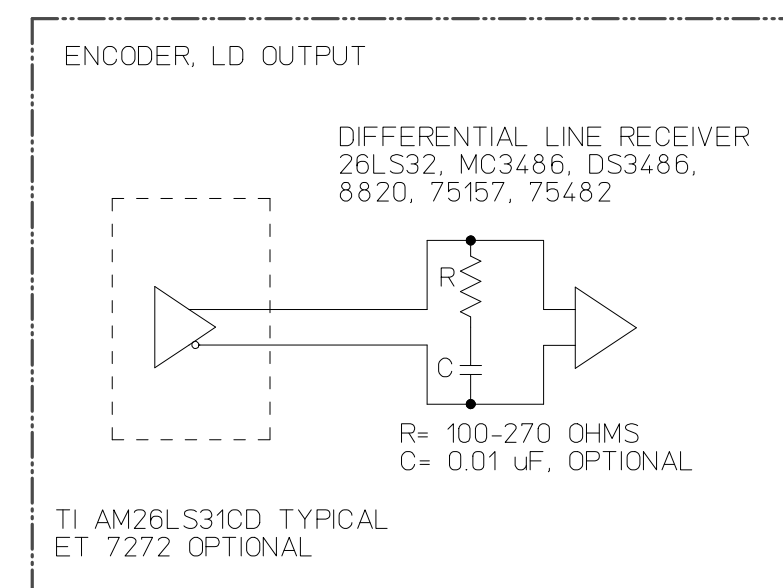 ENCODER, LD OUTPUT
DIFFERENTIAL LINE RECEIVER
26LS32, MC3486, DS3486,
8820, 75157, 75482
R
C
R= 100-270 OHMS
C= 0.01 uF, OPTIONAL
TI AM26LS31CD TYPICAL
ET 7272 OPTIONAL